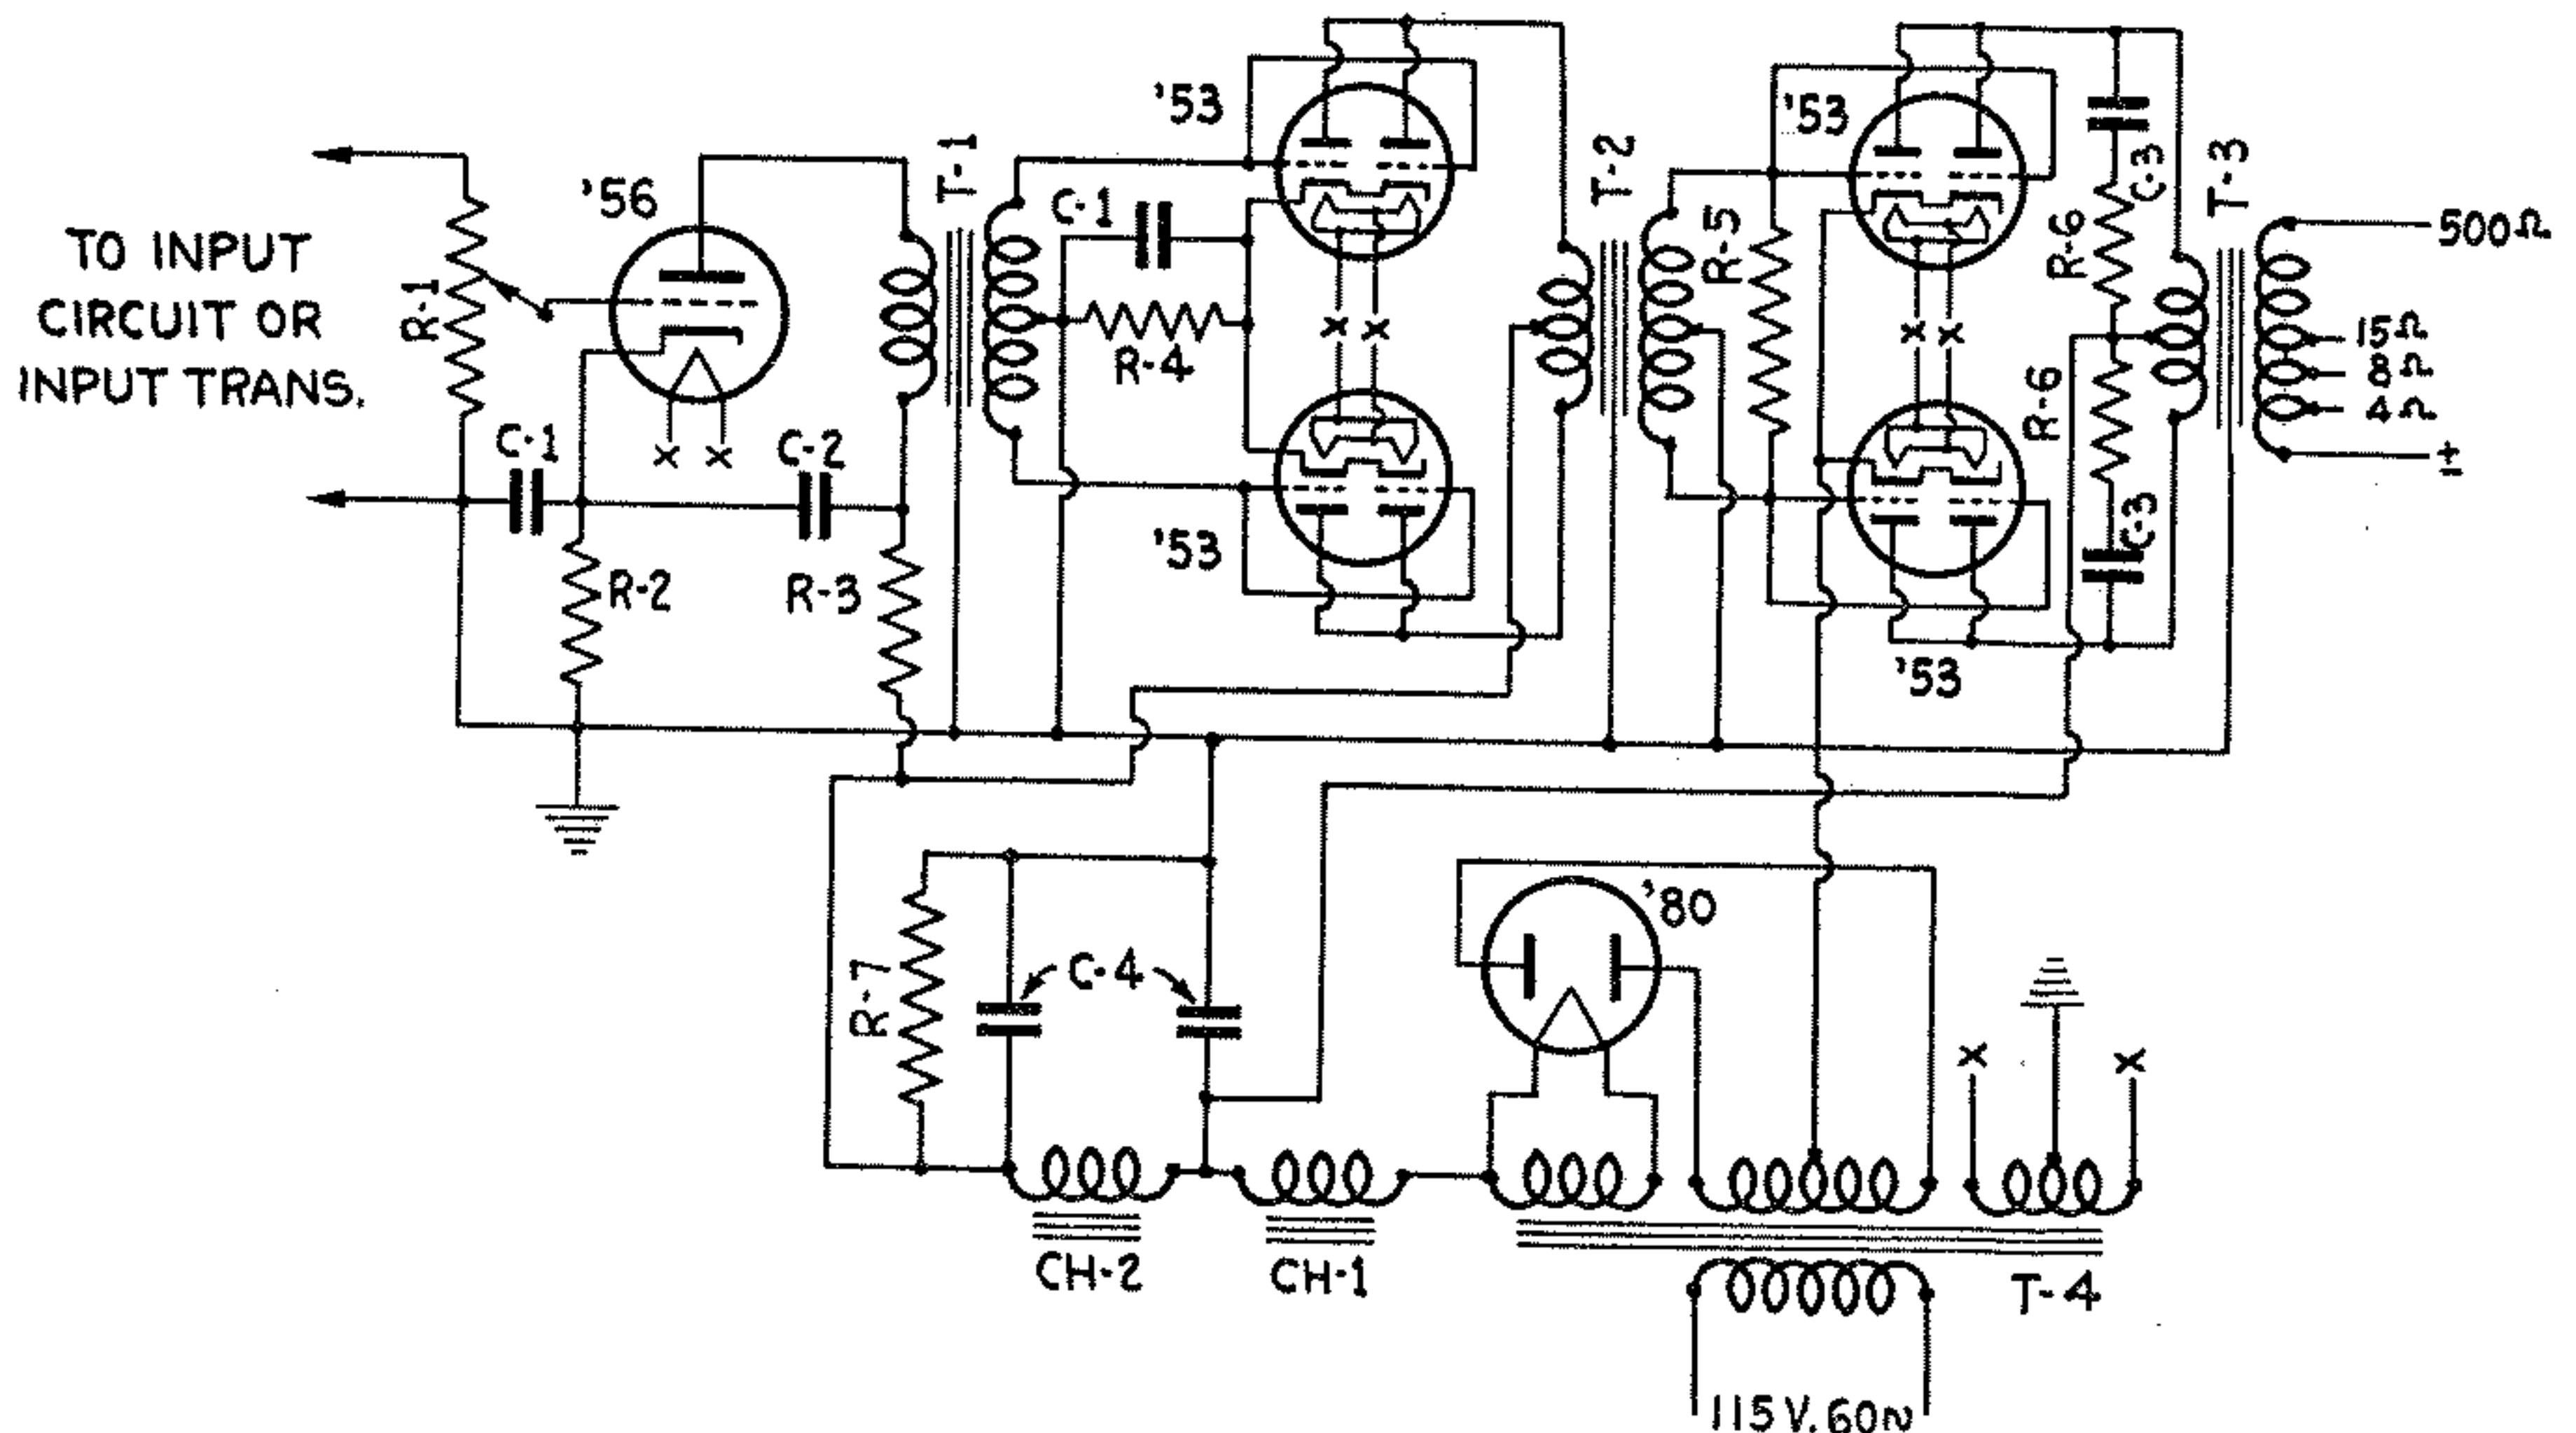 TO INPUT
CIRCUIT OR
INPUT TRANS.
R-1
'56
X X
C-1
R-2
C-2
R-3
T-1
C-1
R-4
'53
X X
'53
T-2
R-5
'53
X X
'53
C-3
R-6
R-6
C-3
T-3
500Ω
15Ω
8Ω
4Ω
±
R-7
C-4
'80
X X
CH-2
CH-1
T-4
115 V. 60~